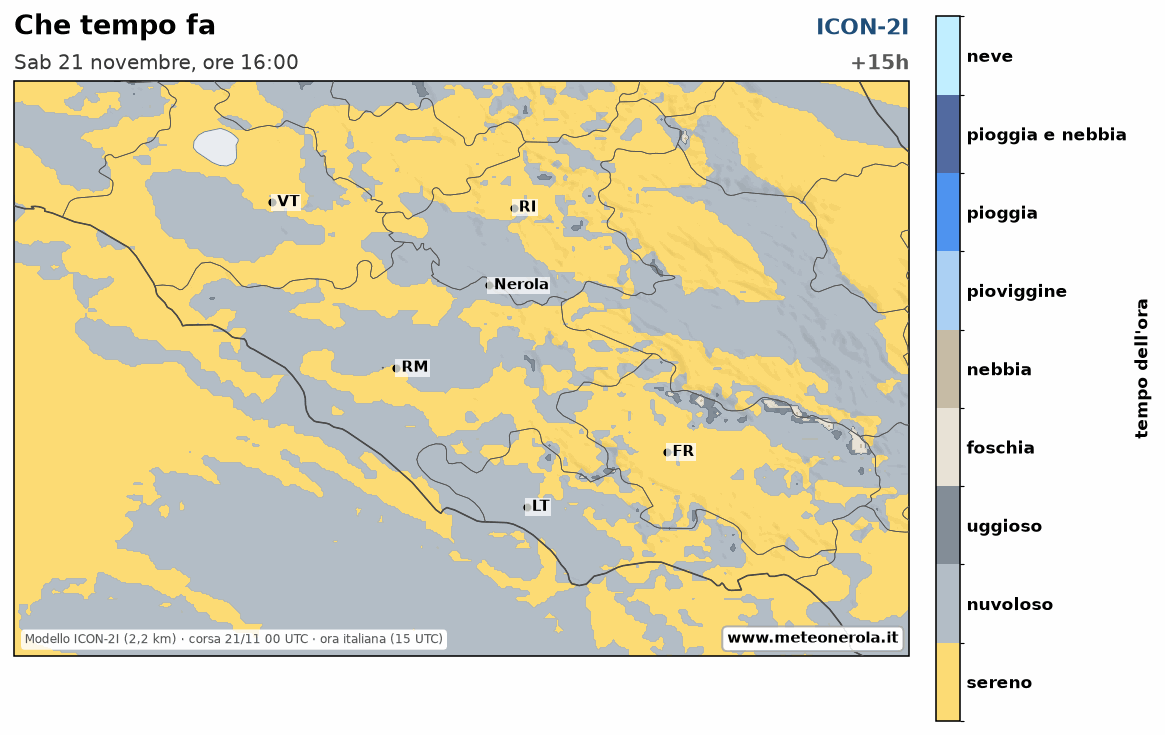 Che tempo fa
ICON-2I
Sab 21 novembre, ore 16:00
+15h
VT
RI
Nerola
RM
FR
LT
Modello ICON-2I (2,2 km) · corsa 21/11 00 UTC · ora italiana (15 UTC)
www.meteonerola.it
neve
pioggia e nebbia
pioggia
pioviggine
nebbia
foschia
uggioso
nuvoloso
sereno
tempo dell'ora